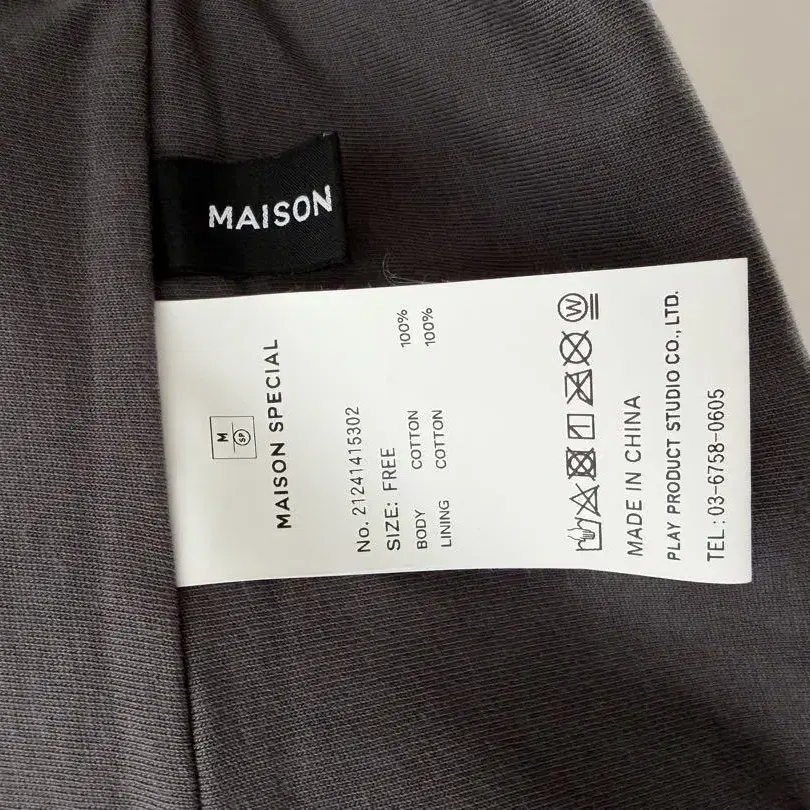 MAISON
M
SP
MAISON SPECIAL
No. 21241415302
SIZE: FREE
BODY COTTON 100%
LINING COTTON 100%
W
MADE IN CHINA
PLAY PRODUCT STUDIO CO., LTD.
TEL : 03-6758-0605